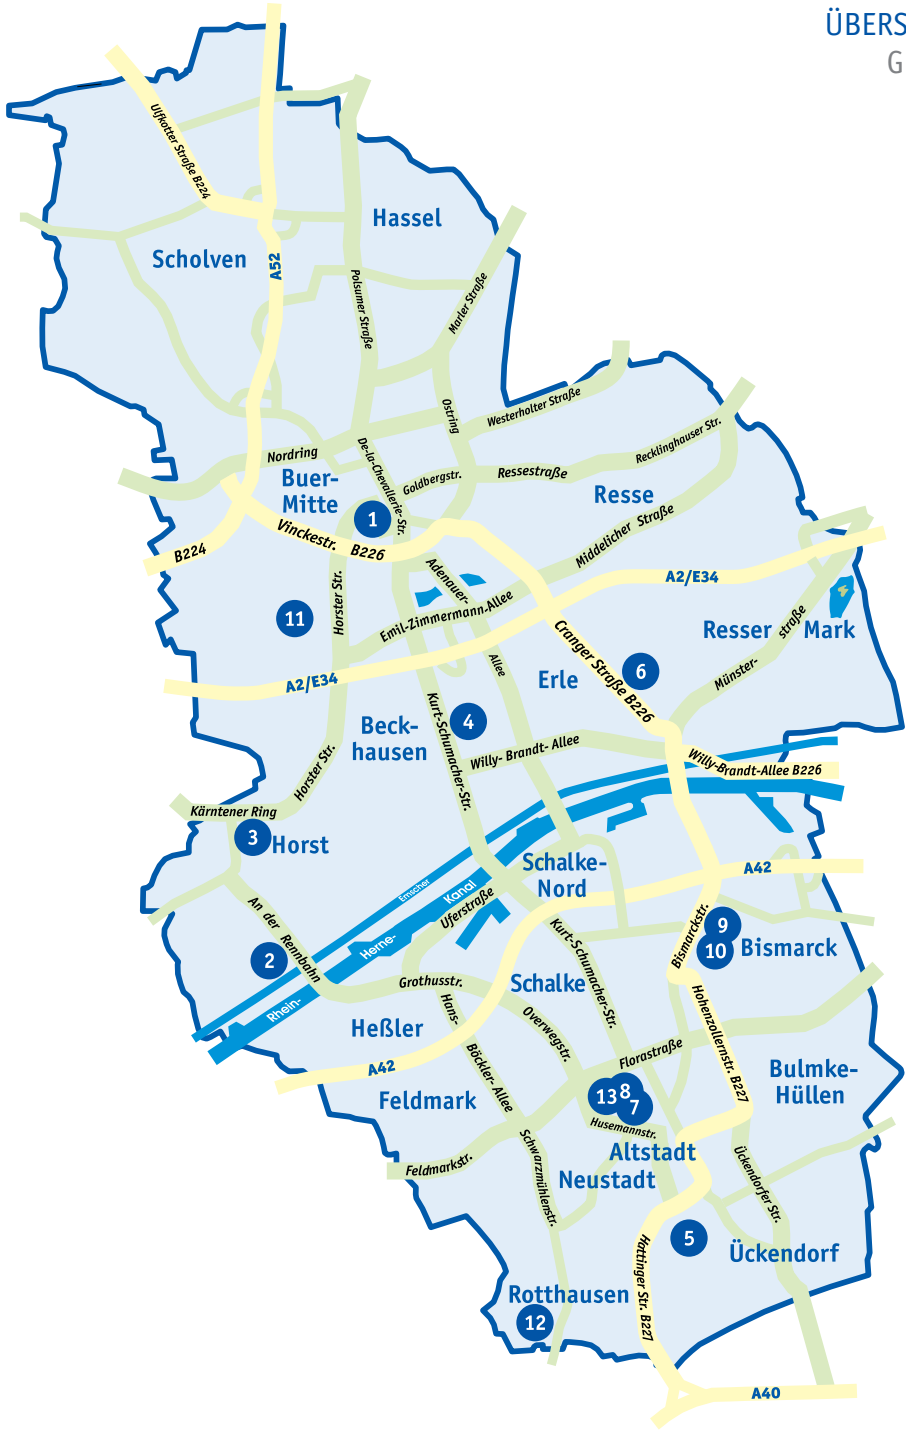 ÜBERS
G
Ulfkotter Straße B224
Hassel
Scholven
A52
Polsumer Straße
Marler Straße
Ostring
Westerholter Straße
Nordring
De-la-Chevallerie-Str.
Goldbergstr.
Ressestraße
Recklinghauser Str.
Buer-
Mitte
Resse
1
Vinckestr. B226
B224
Middelicher Straße
Adenauer-
Allee
Emil-Zimmermann-Allee
A2/E34
Horster Str.
11
Cranger Straße B226
Resser Mark
Münster-
straße
A2/E34
Erle
6
Beck-
hausen
4
Kurt-Schumacher-Str.
Willy- Brandt- Allee
Willy-Brandt-Allee B226
Horster Str.
Kärntener Ring
3
Horst
Schalke-
Nord
A42
Emscher
Kanal
Uferstraße
An der Rennbahn
Herne-
Rhein-
2
Bismarckstr.
9
10
Bismarck
Kurt-Schumacher-Str.
Schalke
Grothusstr.
Hans-
Böckler- Allee
Overwegstr.
Hohenzollernstr. B227
Heßler
A42
Florastraße
Bulmke-
Hüllen
Feldmark
13
8
7
Husemannstr.
Altstadt
Neustadt
Feldmarkstr.
Schwarzmühlenstr.
Ückendorfer Str.
5
Ückendorf
Hattinger Str. B227
Rotthausen
12
A40